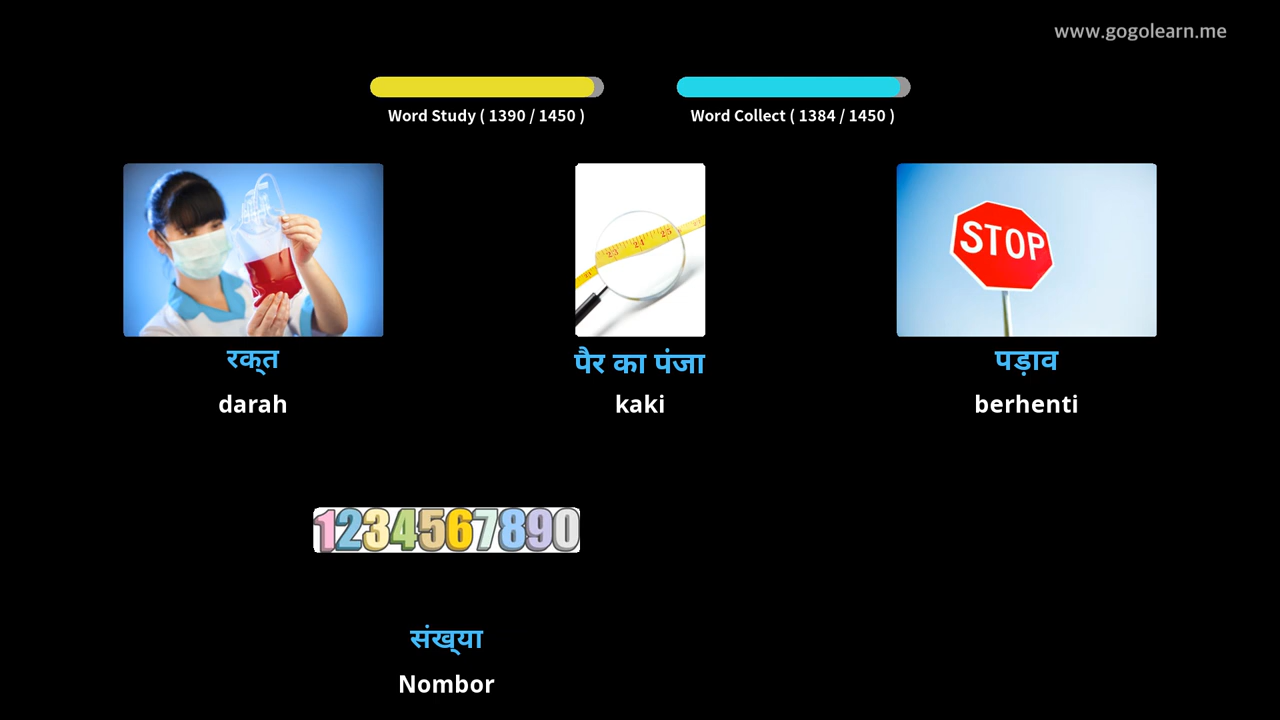 www.gogolearn.me
Word Study ( 1390 / 1450 )
Word Collect ( 1384 / 1450 )
STOP
रक्त
पैर का पंजा
पड़ाव
darah
kaki
berhenti
1234567890
संख्या
Nombor